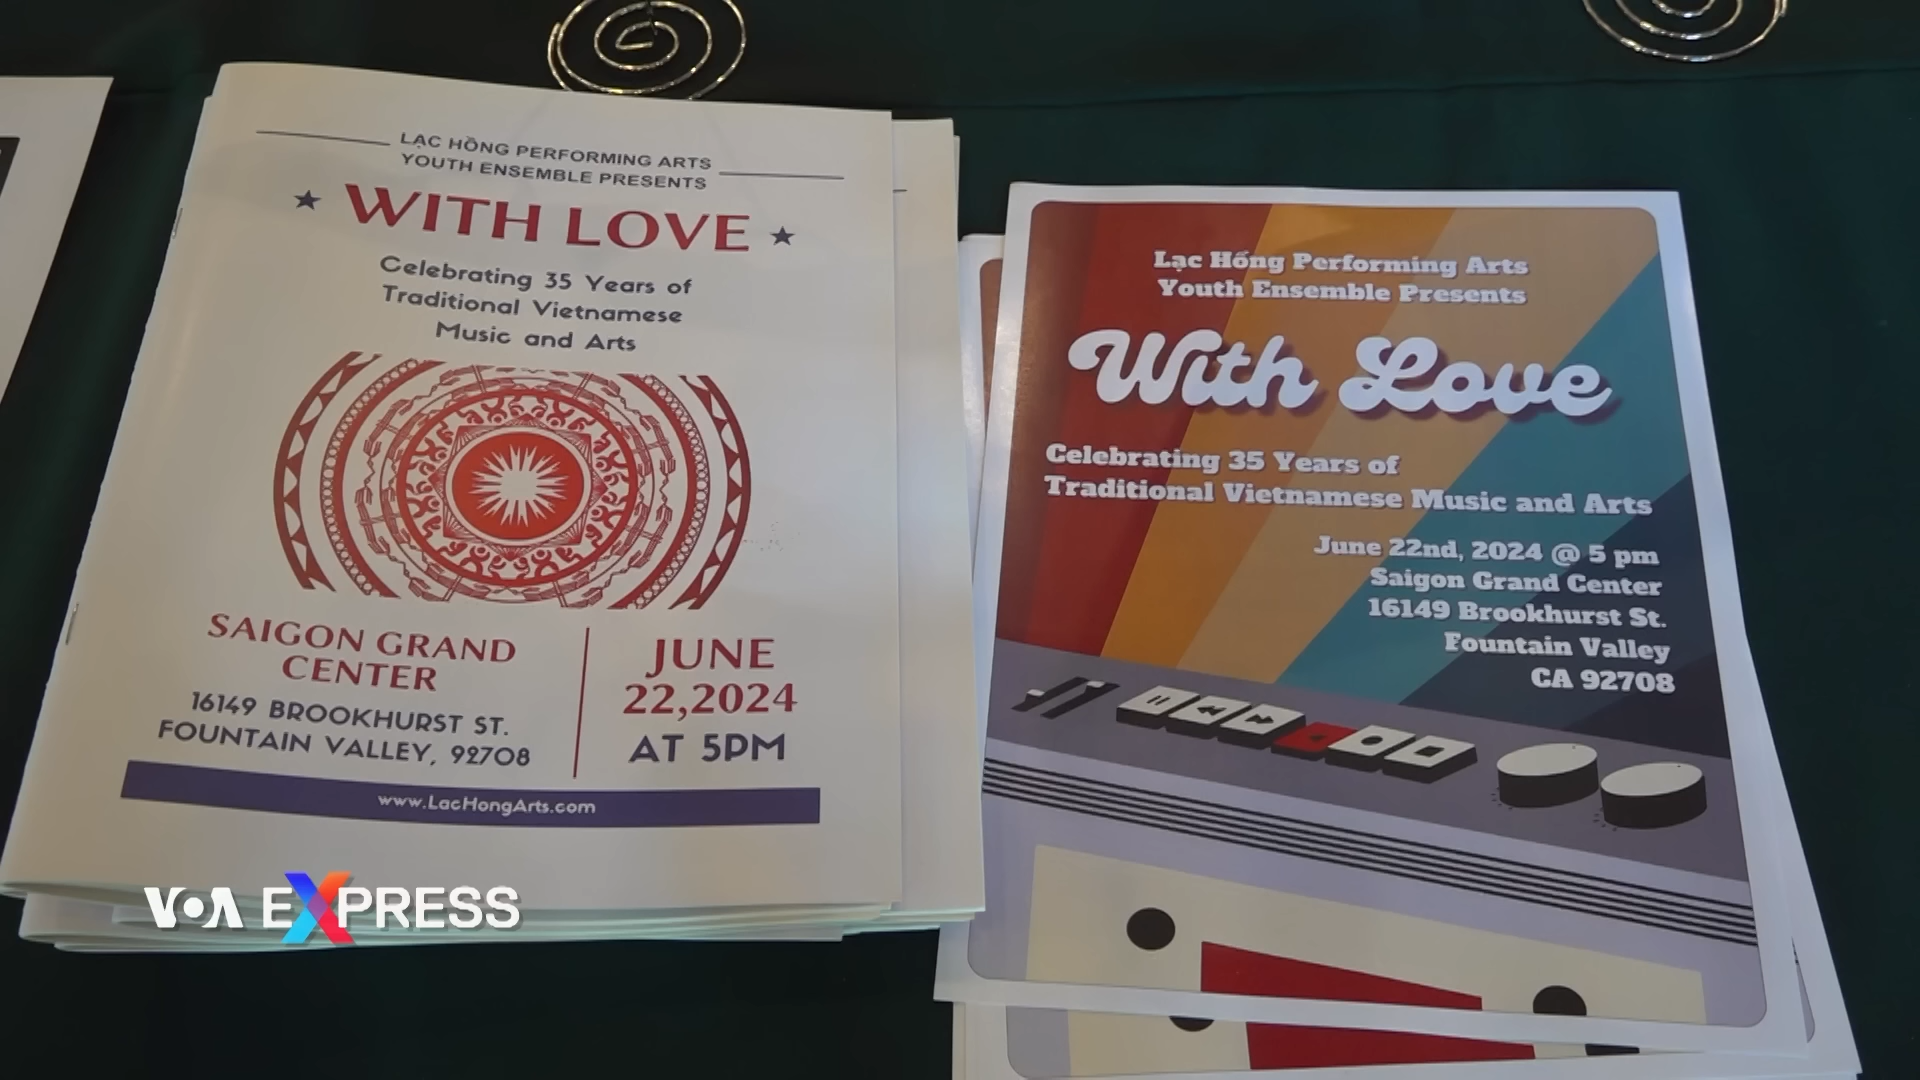 LẠC HỒNG PERFORMING ARTS
YOUTH ENSEMBLE PRESENTS
WITH LOVE
Celebrating 35 Years of
Traditional Vietnamese
Music and Arts
SAIGON GRAND
CENTER
16149 BROOKHURST ST.
FOUNTAIN VALLEY, 92708
JUNE
22,2024
AT 5PM
www.LacHongArts.com
Lạc Hồng Performing Arts
Youth Ensemble Presents
With Love
Celebrating 35 Years of
Traditional Vietnamese Music and Arts
June 22nd, 2024 @ 5 pm
Saigon Grand Center
16149 Brookhurst St.
Fountain Valley
CA 92708
VOA EXPRESS